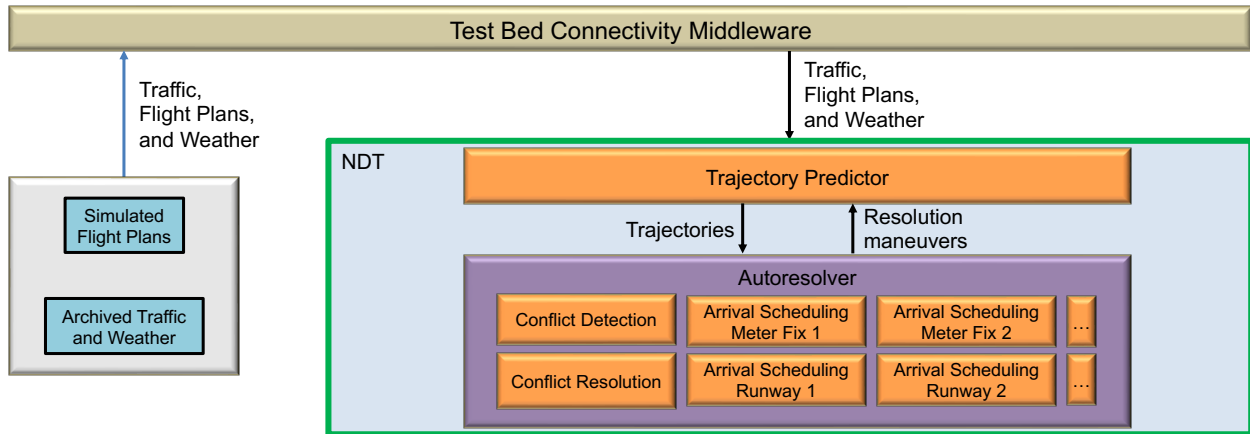 Test Bed Connectivity Middleware
Traffic,
Flight Plans,
and Weather
Traffic,
Flight Plans,
and Weather
NDT
Trajectory Predictor
Simulated
Flight Plans
Trajectories
Resolution
maneuvers
Archived Traffic
and Weather
Autoresolver
Conflict Detection
Arrival Scheduling
Meter Fix 1
Arrival Scheduling
Meter Fix 2
...
Conflict Resolution
Arrival Scheduling
Runway 1
Arrival Scheduling
Runway 2
...